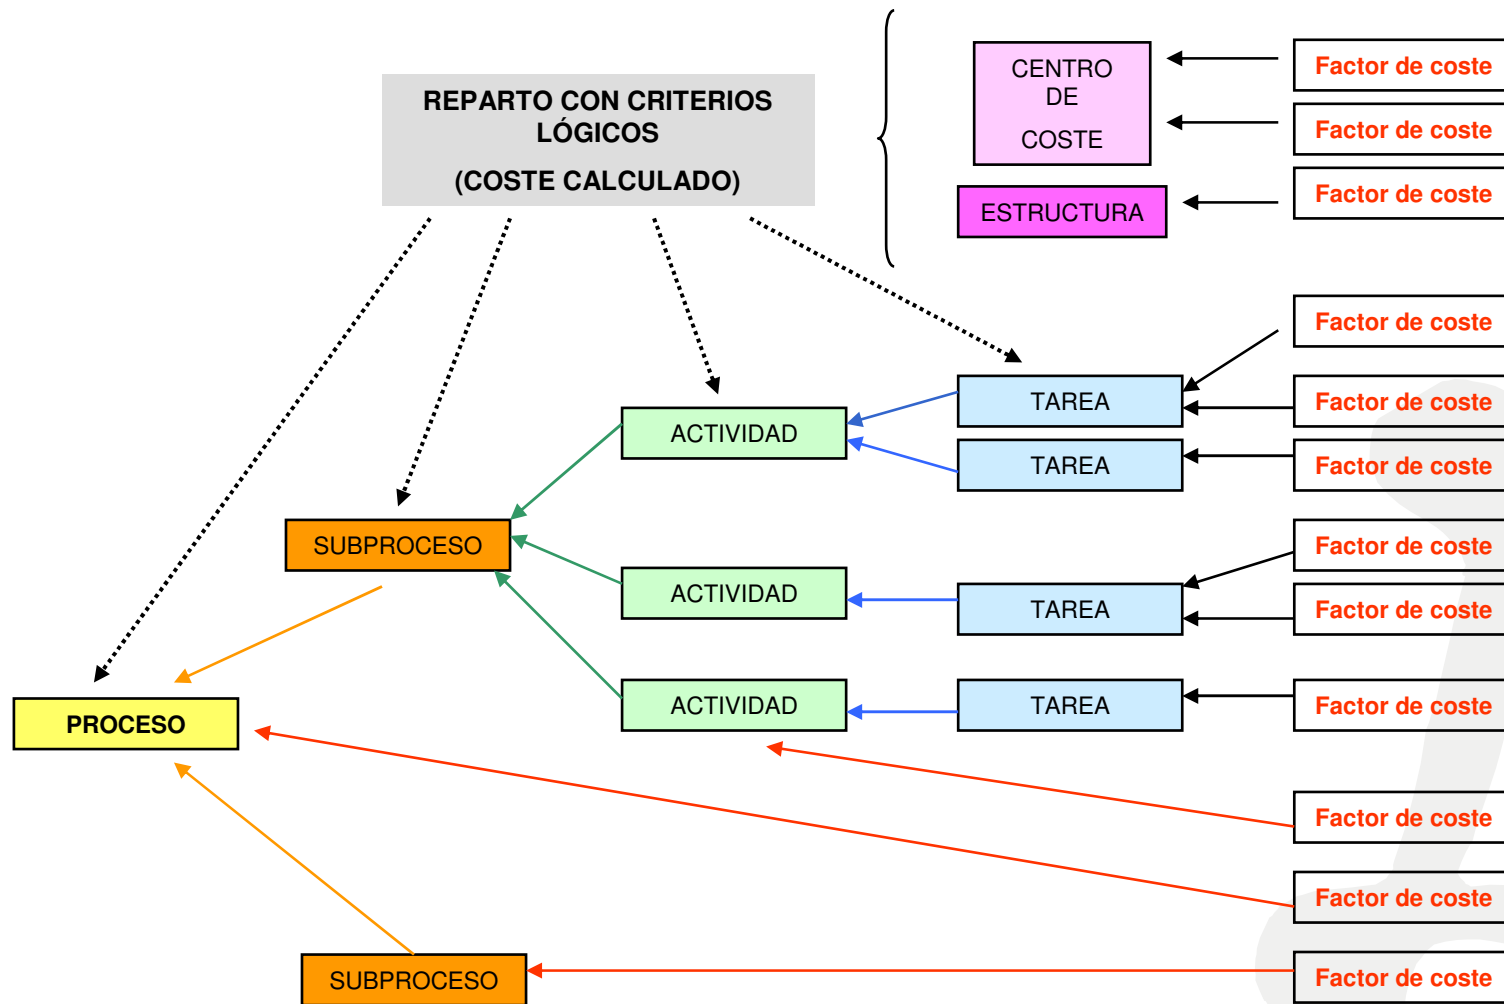 CENTRO
DE
COSTE
Factor de coste
REPARTO CON CRITERIOS
LÓGICOS
(COSTE CALCULADO)
Factor de coste
Factor de coste
ESTRUCTURA
Factor de coste
TAREA
Factor de coste
ACTIVIDAD
TAREA
Factor de coste
SUBPROCESO
Factor de coste
ACTIVIDAD
TAREA
Factor de coste
PROCESO
ACTIVIDAD
TAREA
Factor de coste
Factor de coste
Factor de coste
SUBPROCESO
Factor de coste